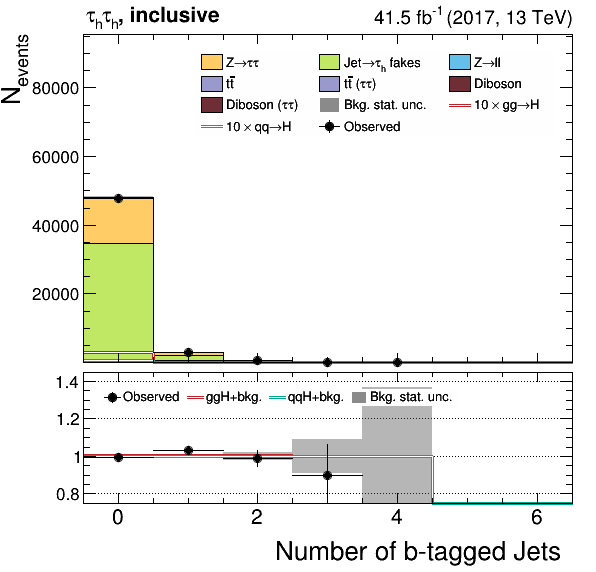 τhτh, inclusive 41.5 fb⁻¹ (2017, 13 TeV)
Nevents
Z→ττ Jet→τh fakes Z→ll
tt̄ tt̄ (ττ) Diboson
Diboson (ττ) Bkg. stat. unc. 10 × gg→H
10 × qq→H Observed
80000
60000
40000
20000
1.4
Observed ggH+bkg. qqH+bkg. Bkg. stat. unc.
1.2
1
0.8
0 2 4 6
Number of b-tagged Jets